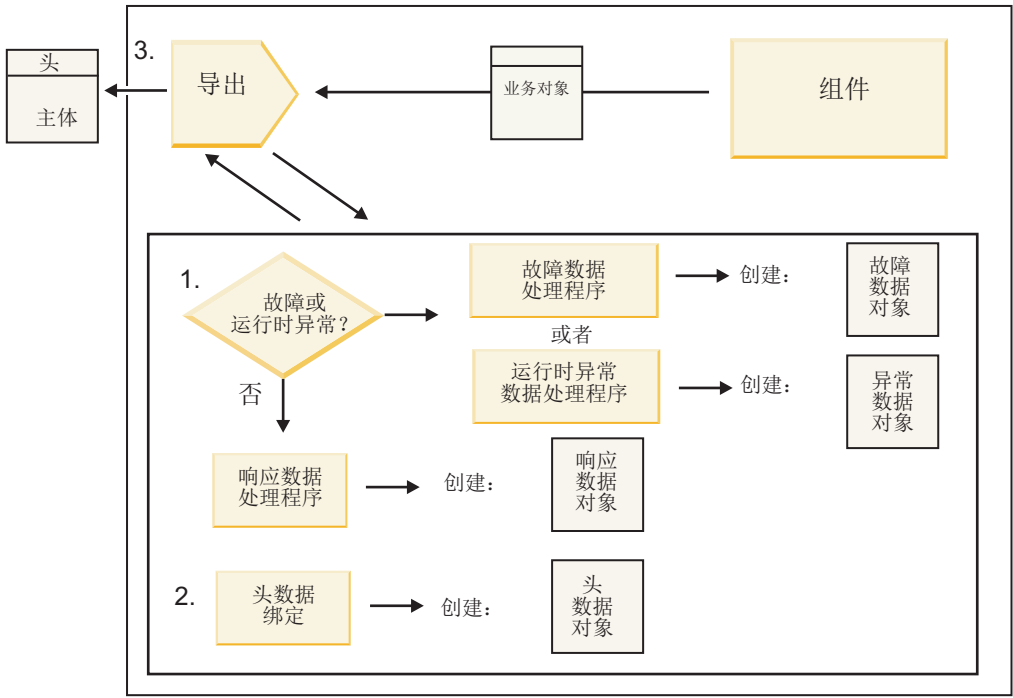 头
主体
3.
导出
业务对象
组件
1.
故障或
运行时异常？
故障数据
处理程序
创建：
故障
数据
对象
或者
运行时异常
数据处理程序
创建：
异常
数据
对象
否
响应数据
处理程序
创建：
响应
数据
对象
2.
头数据
绑定
创建：
头
数据
对象